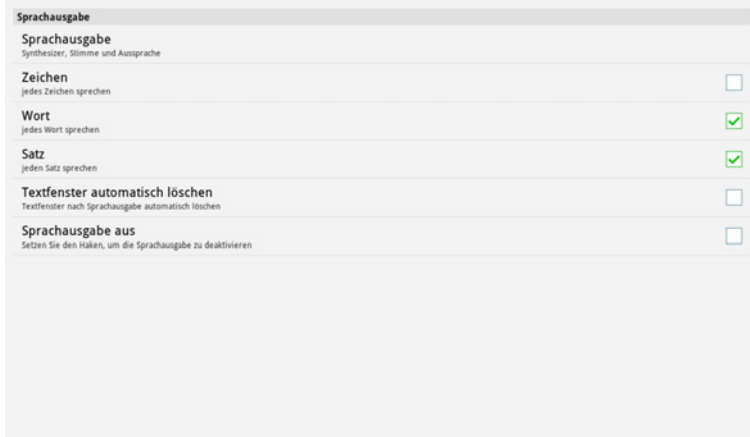 Sprachausgabe
Sprachausgabe
Synthesizer, Stimme und Aussprache
Zeichen
jedes Zeichen sprechen
Wort
jedes Wort sprechen
Satz
jeden Satz sprechen
Textfenster automatisch löschen
Textfenster nach Sprachausgabe automatisch löschen
Sprachausgabe aus
Setzen Sie den Haken, um die Sprachausgabe zu deaktivieren